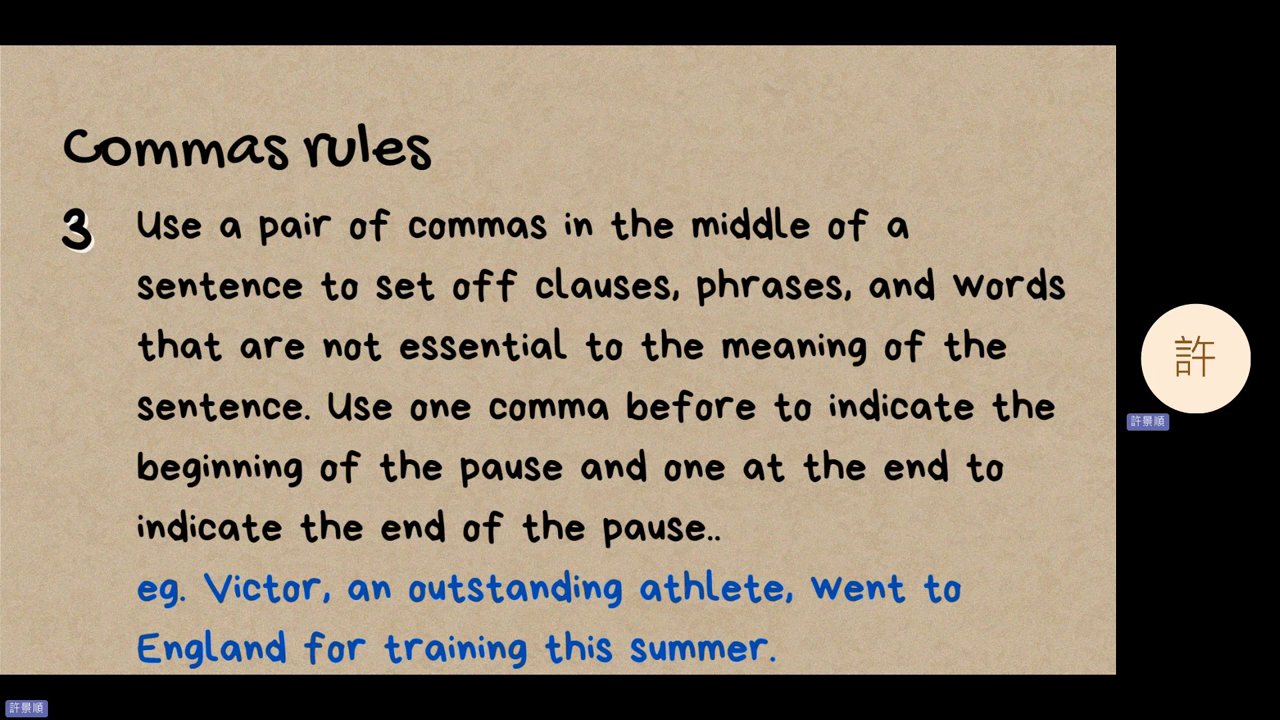 Commas rules
3 Use a pair of commas in the middle of a
sentence to set off clauses, phrases, and words
that are not essential to the meaning of the
sentence. Use one comma before to indicate the
beginning of the pause and one at the end to
indicate the end of the pause..
eg. Victor, an outstanding athlete, went to
England for training this summer.
許
許景順
許景順